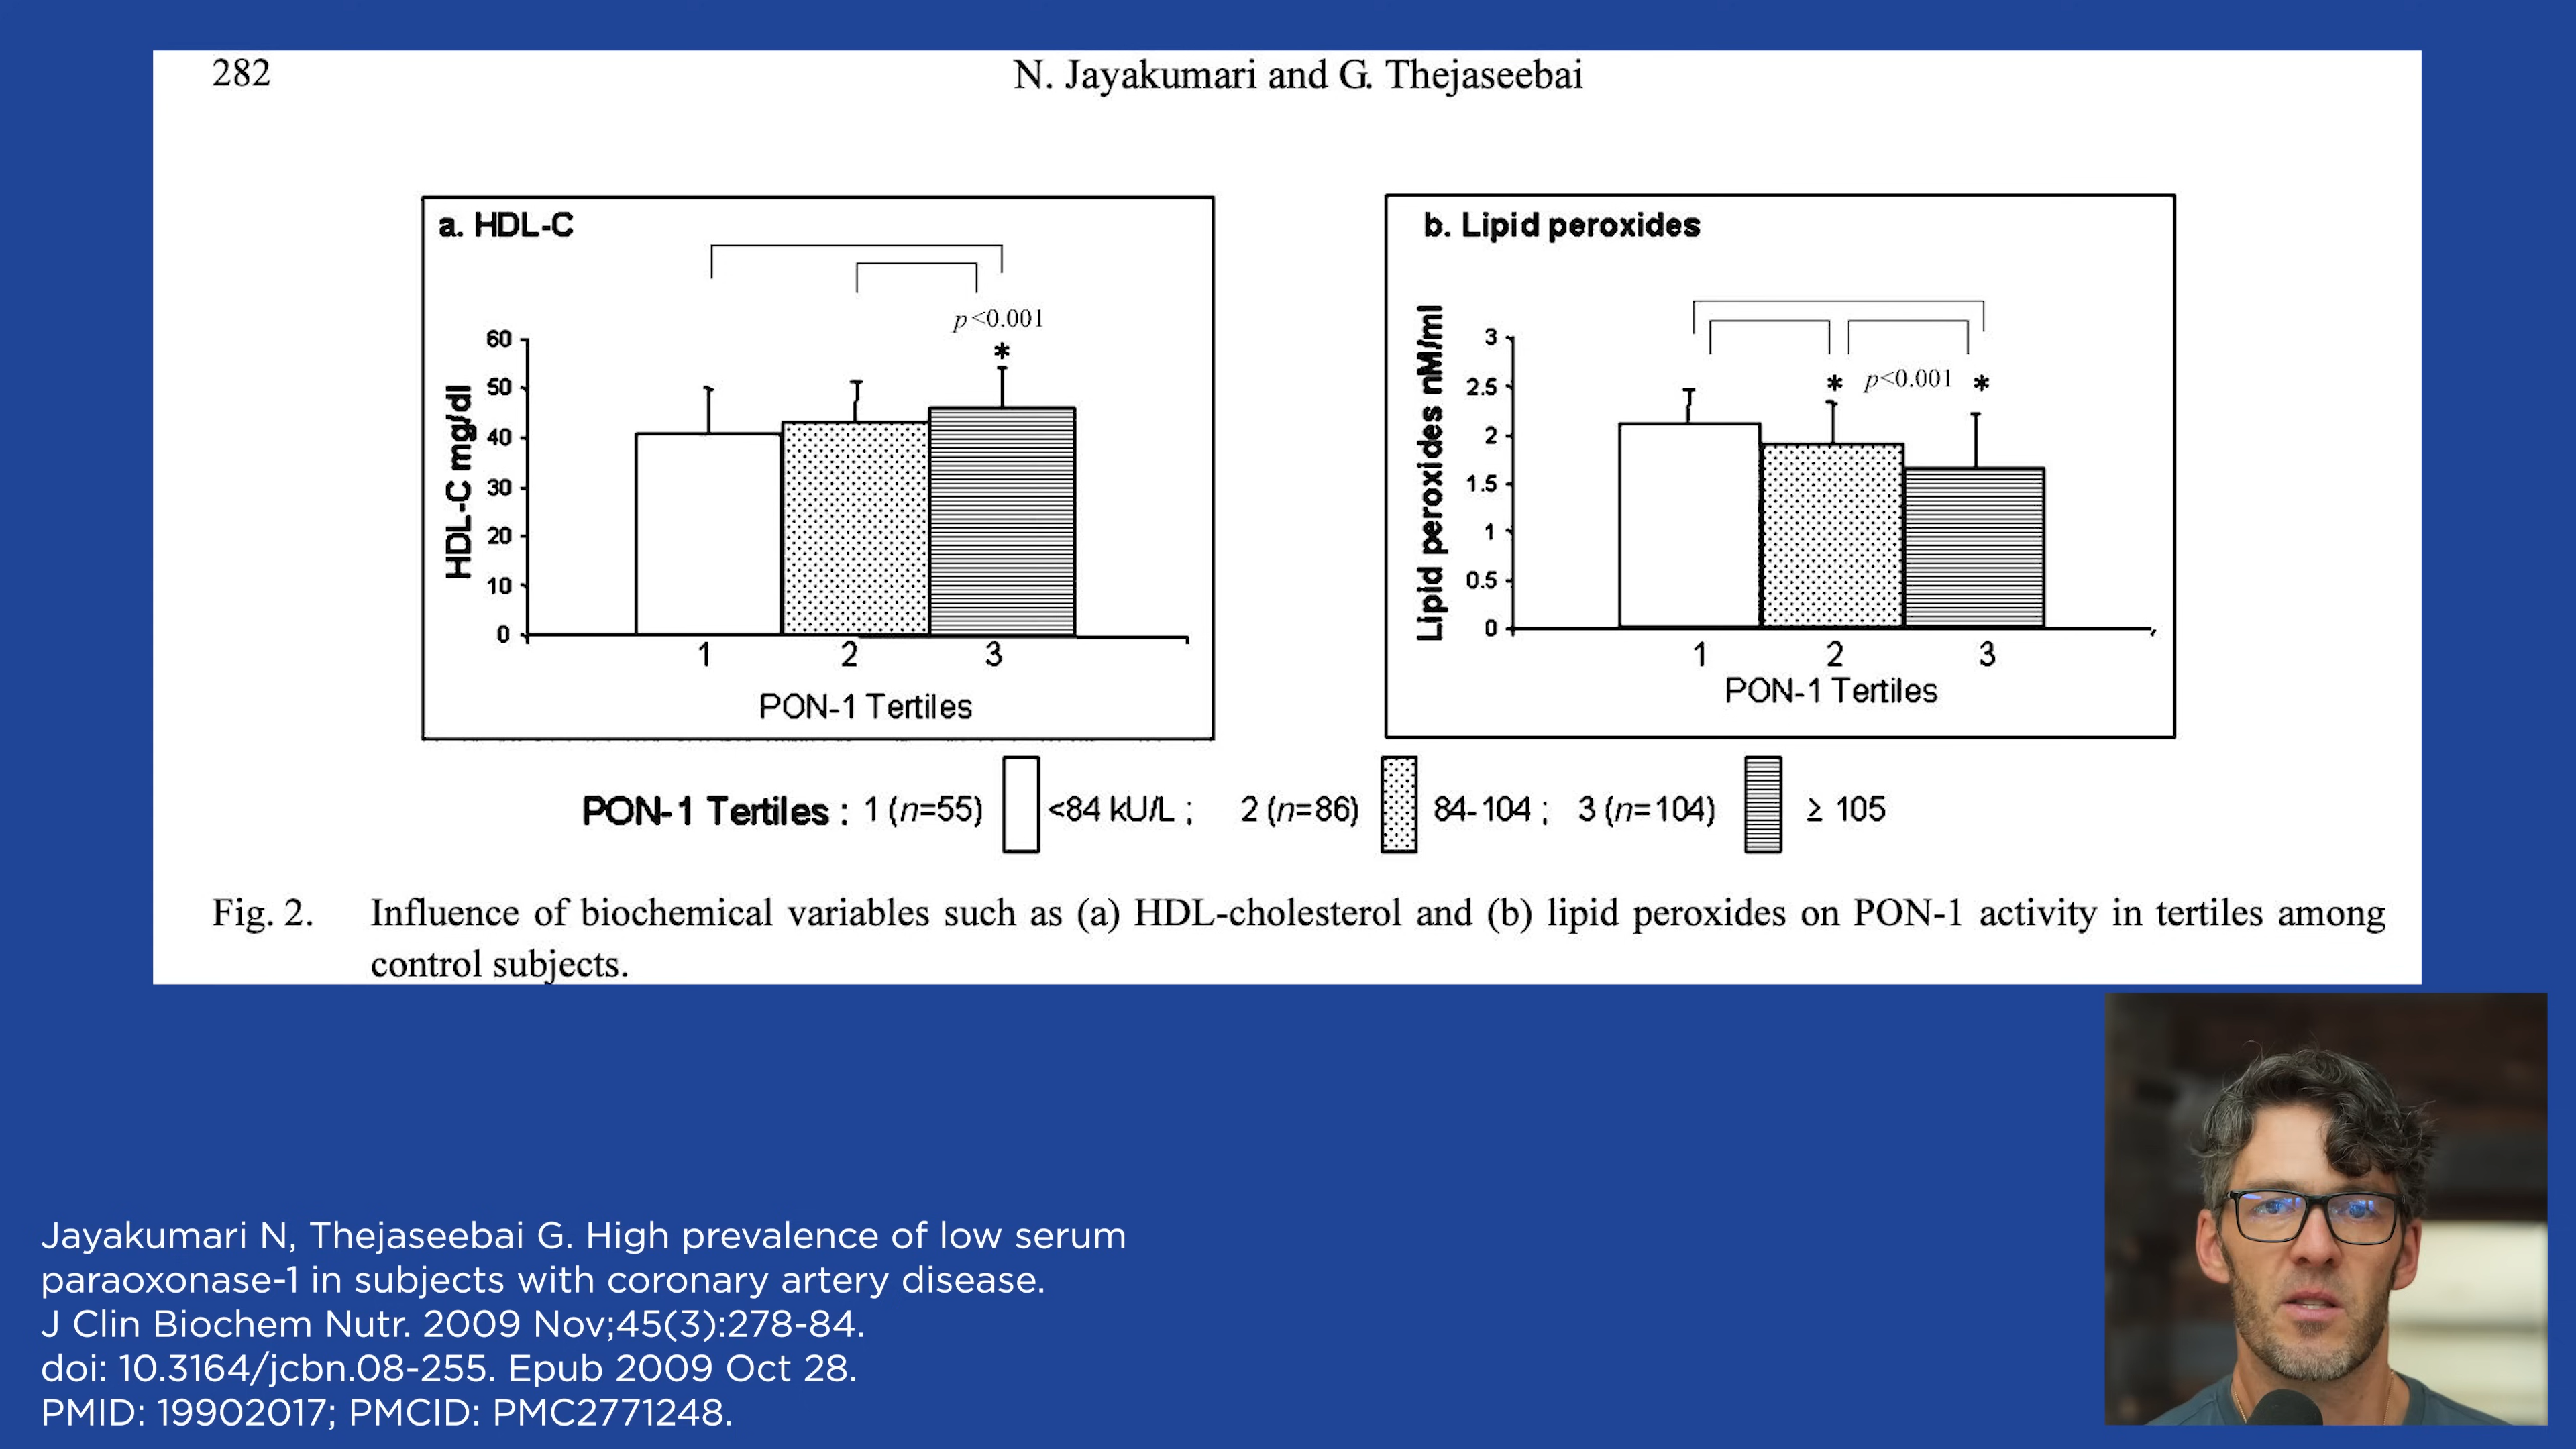 282
N. Jayakumari and G. Thejaseebai
a. HDL-C
p<0.001
*
HDL-C mg/dl
60
50
40
30
20
10
0
1 2 3
PON-1 Tertiles
b. Lipid peroxides
* p<0.001 *
Lipid peroxides nM/ml
3
2.5
2
1.5
1
0.5
0
1 2 3
PON-1 Tertiles
PON-1 Tertiles : 1 (n=55) <84 kU/L ; 2 (n=86) 84-104 ; 3 (n=104) ≥ 105
Fig. 2. Influence of biochemical variables such as (a) HDL-cholesterol and (b) lipid peroxides on PON-1 activity in tertiles among
control subjects.
Jayakumari N, Thejaseebai G. High prevalence of low serum
paraoxonase-1 in subjects with coronary artery disease.
J Clin Biochem Nutr. 2009 Nov;45(3):278-84.
doi: 10.3164/jcbn.08-255. Epub 2009 Oct 28.
PMID: 19902017; PMCID: PMC2771248.